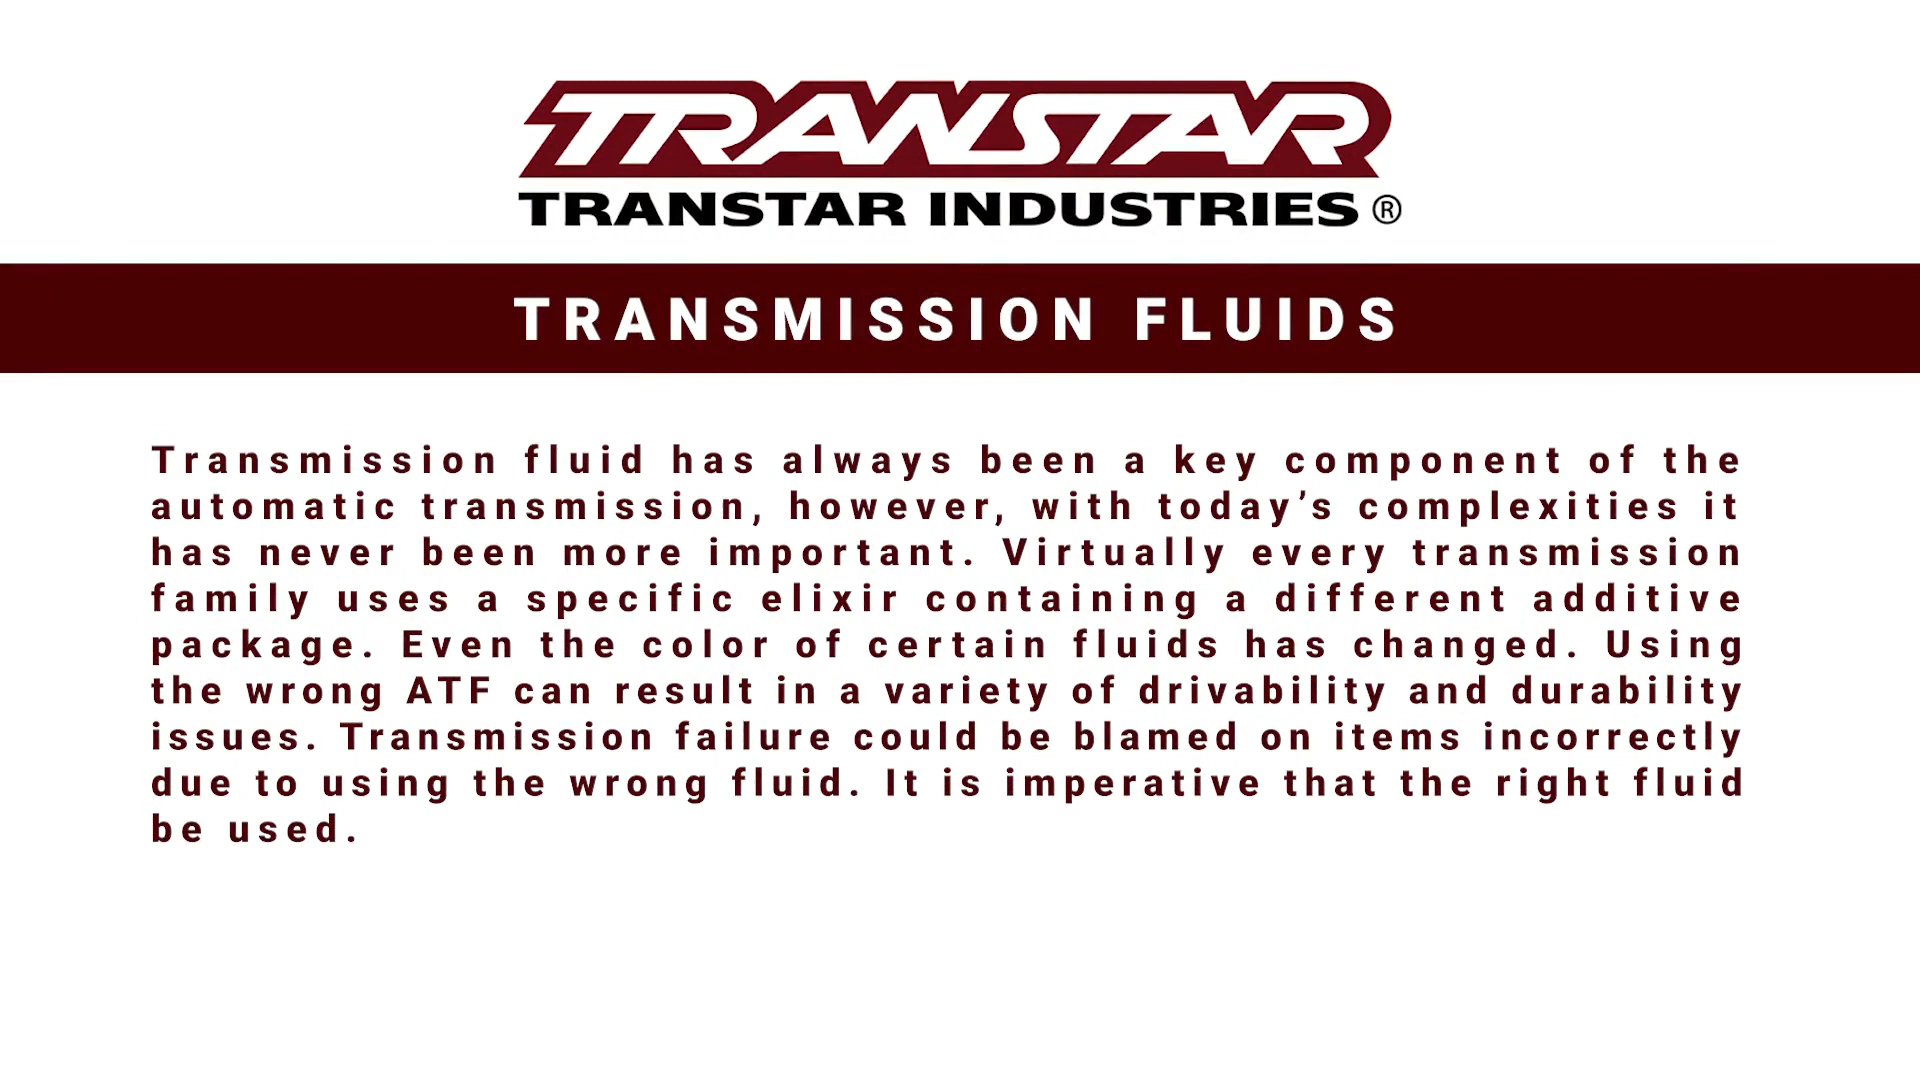 TRANSTAR
TRANSTAR INDUSTRIES ®
TRANSMISSION FLUIDS
Transmission fluid has always been a key component of the
automatic transmission, however, with today’s complexities it
has never been more important. Virtually every transmission
family uses a specific elixir containing a different additive
package. Even the color of certain fluids has changed. Using
the wrong ATF can result in a variety of drivability and durability
issues. Transmission failure could be blamed on items incorrectly
due to using the wrong fluid. It is imperative that the right fluid
be used.